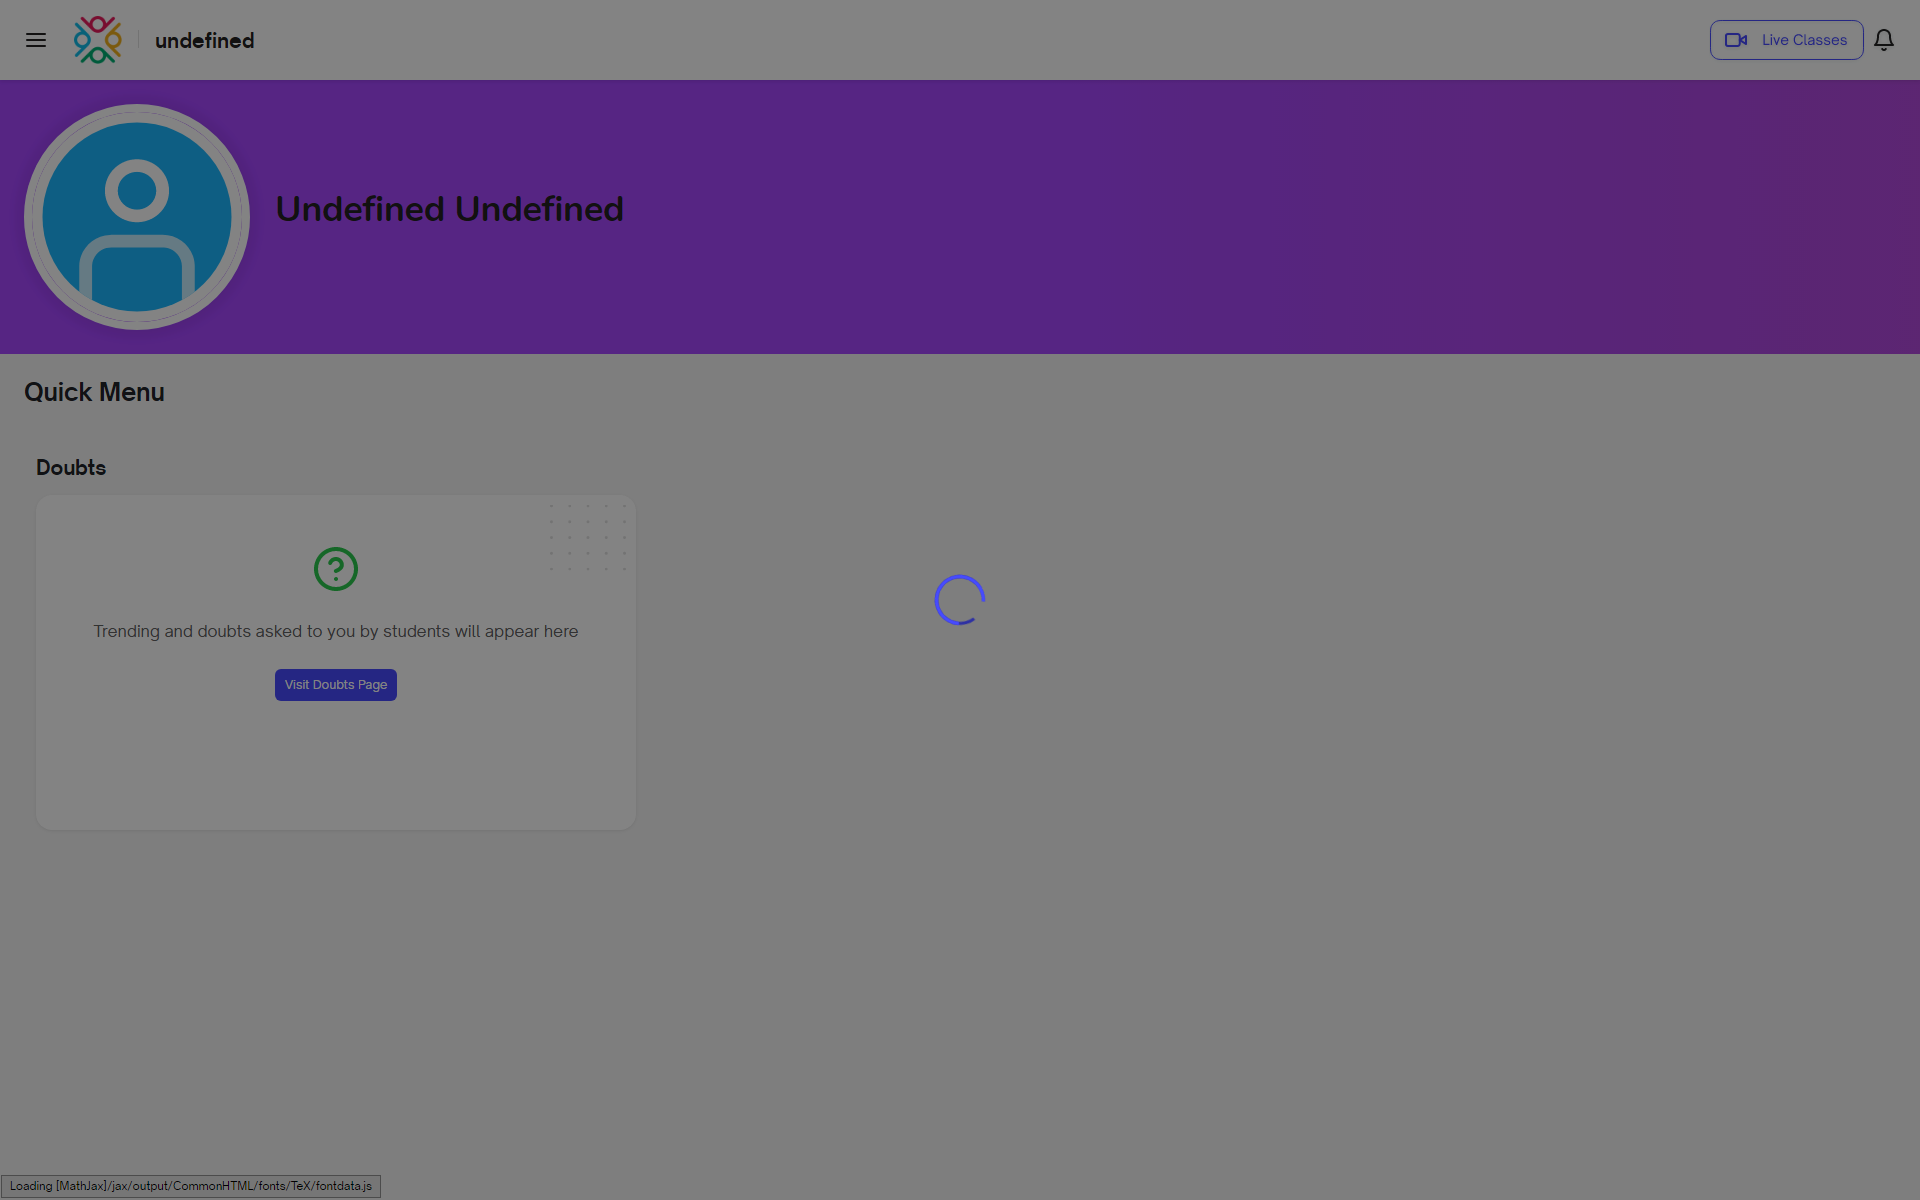 undefined
Live Classes
Undefined Undefined
Quick Menu
Doubts
Trending and doubts asked to you by students will appear here
Visit Doubts Page
Loading [MathJax]/jax/output/CommonHTML/fonts/TeX/fontdata.js